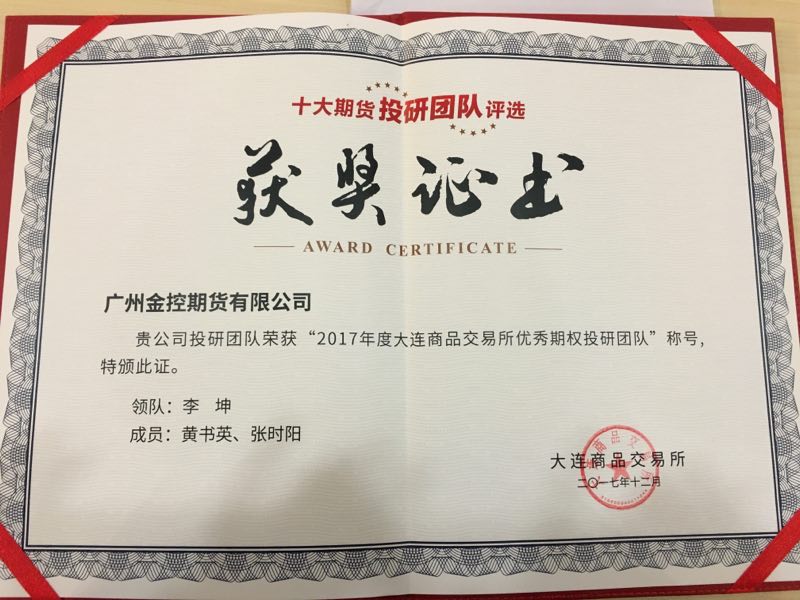 十大期货投研团队评选
获奖证书
AWARD CERTIFICATE
广州金控期货有限公司
贵公司投研团队荣获“2017年度大连商品交易所优秀期权投研团队”称号，
特颁此证。
领队：李 坤
成员：黄书英、张时阳
大连商品交易所
二〇一七年十二月